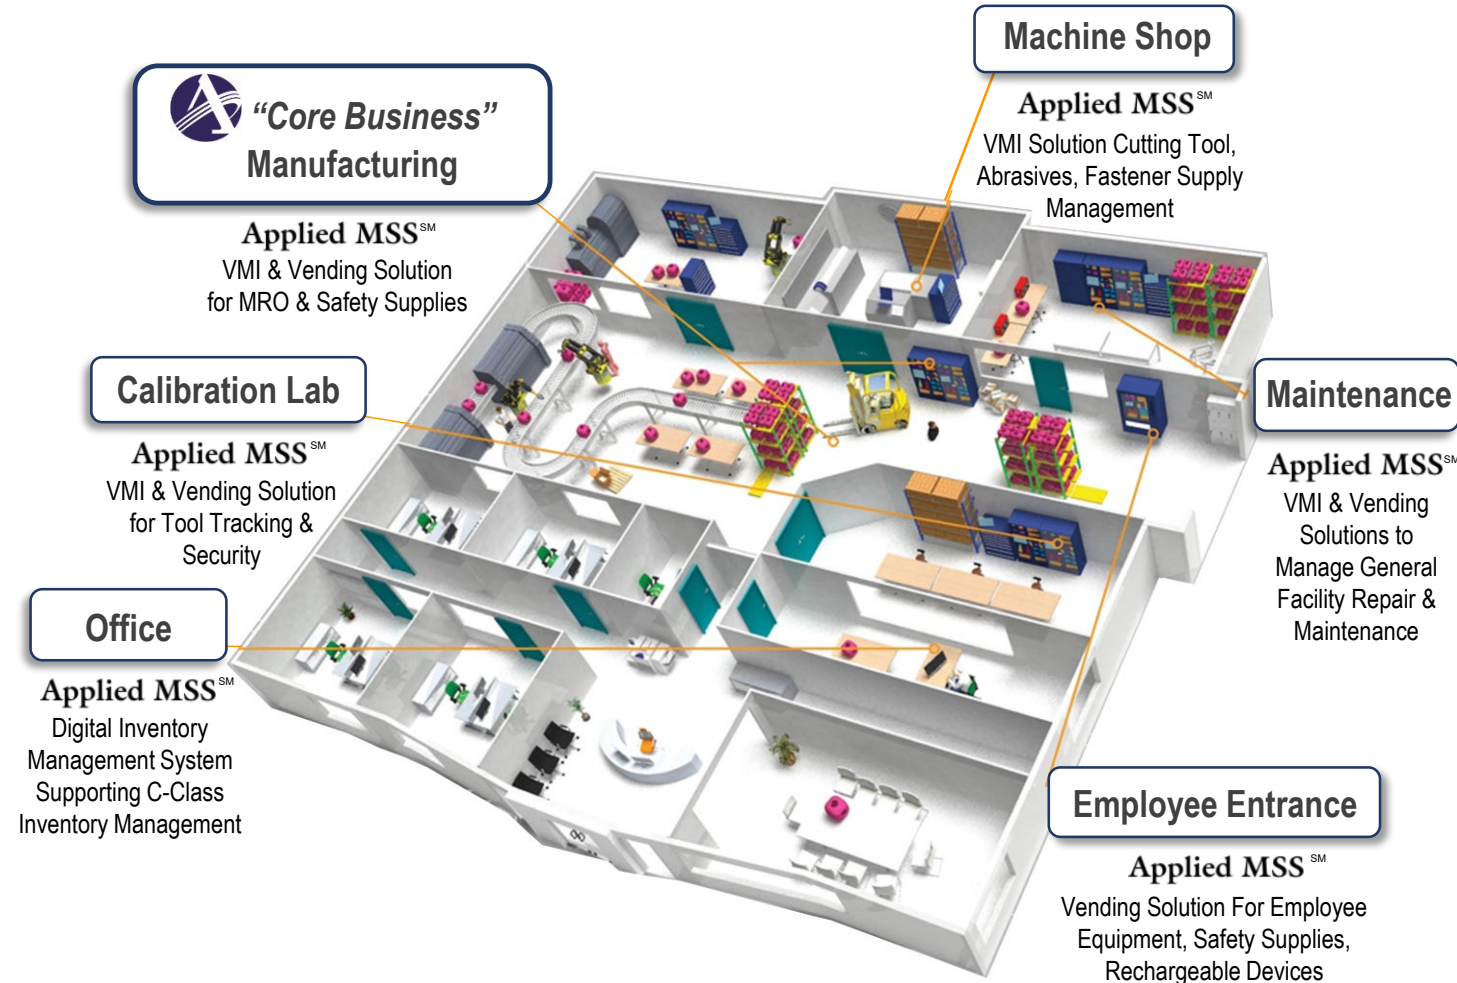 Machine Shop
Applied MSS℠
VMI Solution Cutting Tool,
Abrasives, Fastener Supply
Management
“Core Business”
Manufacturing
Applied MSS℠
VMI & Vending Solution
for MRO & Safety Supplies
Calibration Lab
Applied MSS℠
VMI & Vending Solution
for Tool Tracking &
Security
Maintenance
Applied MSS℠
VMI & Vending
Solutions to
Manage General
Facility Repair &
Maintenance
Office
Applied MSS℠
Digital Inventory
Management System
Supporting C-Class
Inventory Management
Employee Entrance
Applied MSS℠
Vending Solution For Employee
Equipment, Safety Supplies,
Rechargeable Devices